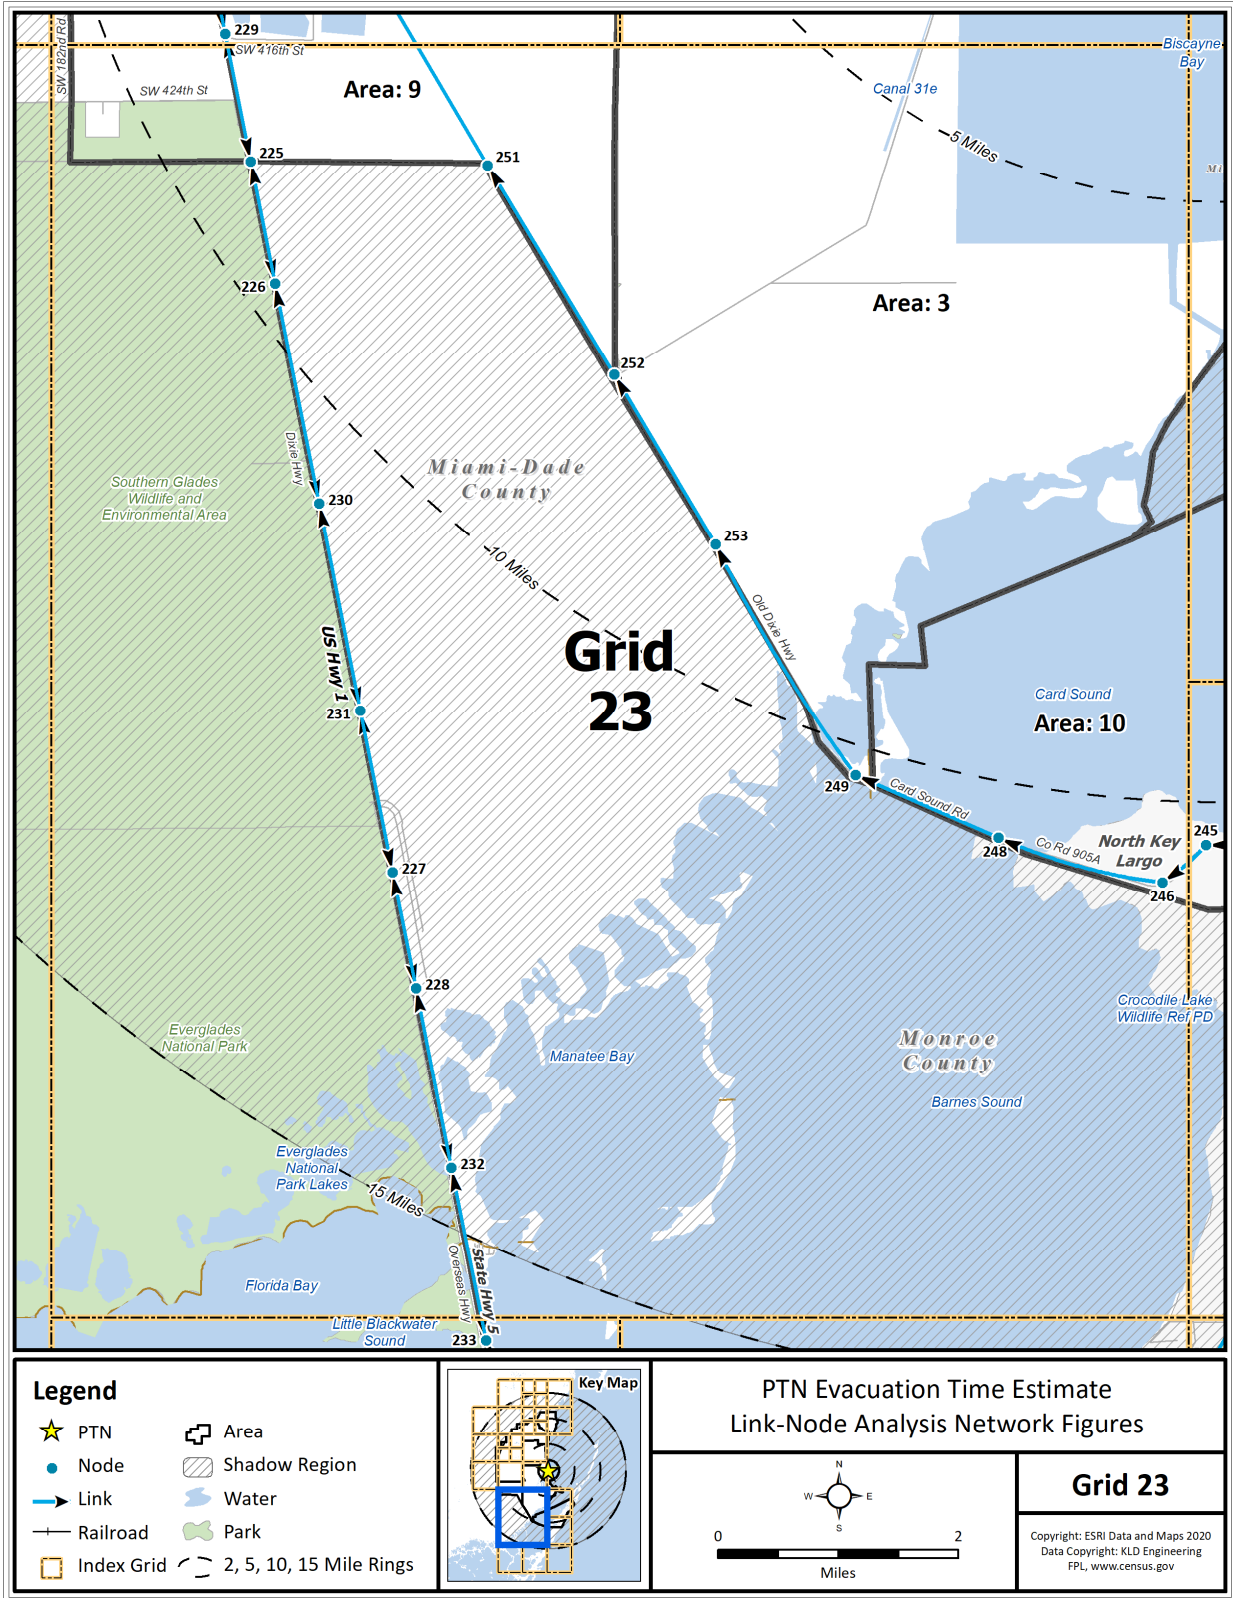 229
SW 416th St
SW 182nd Rd
SW 424th St
Area: 9
Canal 31e
Biscayne
Bay
5 Miles
Mi
225
251
226
Area: 3
252
Dixie Hwy
Miami-Dade
County
Southern Glades
Wildlife and
Environmental Area
230
253
10 Miles
Old Dixie Hwy
US Hwy 1
Grid
23
231
Card Sound
Area: 10
249
Card Sound Rd
248
Co Rd 905A
North Key
Largo
245
246
227
228
Crocodile Lake
Wildlife Ref PD
Everglades
National Park
Manatee Bay
Monroe
County
Barnes Sound
Everglades
National
Park Lakes
232
15 Miles
Overseas Hwy
State Hwy 5
Florida Bay
Little Blackwater
Sound
233
Legend
PTN
Node
Link
Railroad
Index Grid
Area
Shadow Region
Water
Park
2, 5, 10, 15 Mile Rings
Key Map
PTN Evacuation Time Estimate
Link-Node Analysis Network Figures
N
W
E
S
0
2
Miles
Grid 23
Copyright: ESRI Data and Maps 2020
Data Copyright: KLD Engineering
FPL, www.census.gov